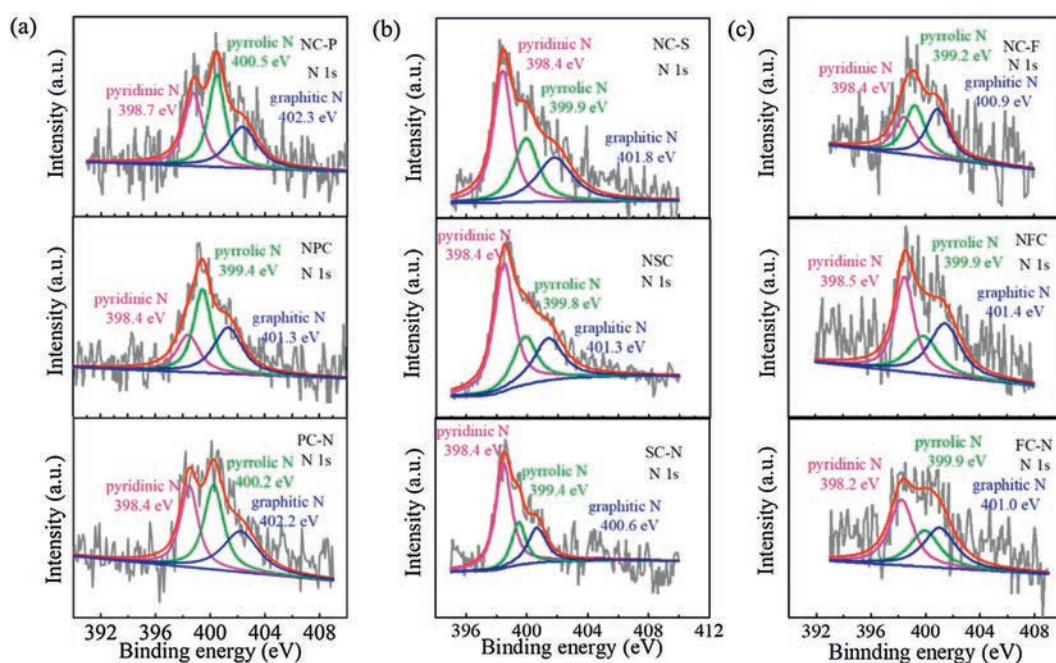 (a)
Intensity (a.u.)
pyrrolic N
400.5 eV
NC-P
N 1s
pyridinic N
398.7 eV
graphitic N
402.3 eV
Intensity (a.u.)
pyrrolic N
399.4 eV
NPC
N 1s
pyridinic N
398.4 eV
graphitic N
401.3 eV
Intensity (a.u.)
PC-N
N 1s
pyrrolic N
400.2 eV
pyridinic N
398.4 eV
graphitic N
402.2 eV
392 396 400 404 408
Binding energy (eV)
(b)
Intensity (a.u.)
pyridinic N
398.4 eV
NC-S
N 1s
pyrrolic N
399.9 eV
graphitic N
401.8 eV
Intensity (a.u.)
pyridinic N
398.4 eV
NSC
N 1s
pyrrolic N
399.8 eV
graphitic N
401.3 eV
Intensity (a.u.)
pyridinic N
398.4 eV
SC-N
N 1s
pyrrolic N
399.4 eV
graphitic N
400.6 eV
396 400 404 408 412
Binding energy (eV)
(c)
Intensity (a.u.)
pyrrolic N
399.2 eV
NC-F
N 1s
pyridinic N
398.4 eV
graphitic N
400.9 eV
Intensity (a.u.)
pyrrolic N
399.9 eV
NFC
N 1s
pyridinic N
398.5 eV
graphitic N
401.4 eV
Intensity (a.u.)
pyrrolic N
399.9 eV
FC-N
N 1s
pyridinic N
398.2 eV
graphitic N
401.0 eV
392 396 400 404 408
Binnding energy (eV)